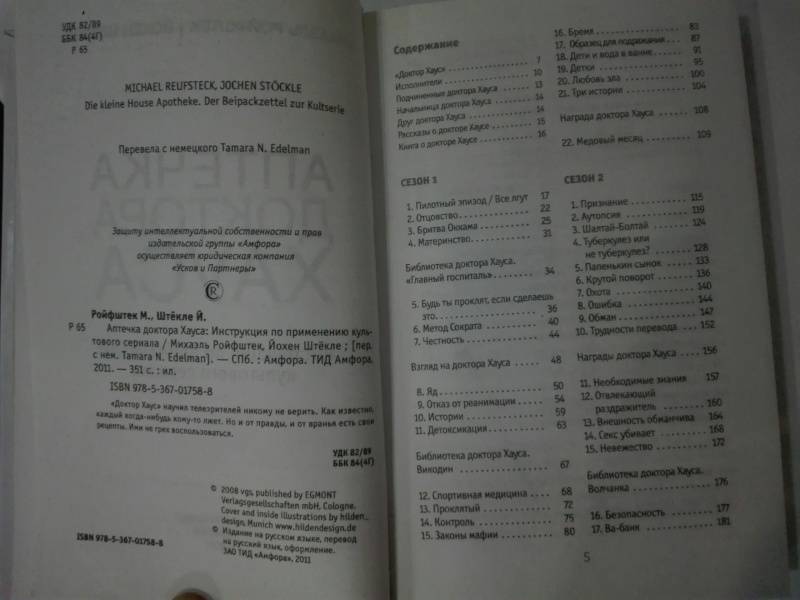 УДК 82/89
ББК 84(4Г)
Р 65
MICHAEL REUFSTECK, JOCHEN STÖCKLE
Die kleine House Apotheke. Der Beipackzettel zur Kultserie
Перевела с немецкого Tamara N. Edelman
Защиту интеллектуальной собственности и прав
издательской группы «Амфора»
осуществляет юридическая компания
«Усков и Партнеры»
Ройфштек М., Штёкле Й.
Р 65 Аптечка доктора Хауса: Инструкция по применению куль-
тового сериала / Михаэль Ройфштек, Йохен Штёкле ; [пер.
с нем. Tamara N. Edelman]. — СПб. : Амфора. ТИД Амфора,
2011. — 351 с. : ил.
ISBN 978-5-367-01758-8
«Доктор Хаус» научил телезрителей никому не верить. Как известно,
каждый когда-нибудь кому-то лжет. Но и от правды, и от вранья есть свои
рецепты. Ими не грех воспользоваться.
УДК 82/89
ББК 84(4Г)
© 2008 vgs, published by EGMONT
Verlagsgesellschaften mbH, Cologne.
Cover and inside illustrations by hilden_
design, Munich www.hildendesign.de
© Издание на русском языке, перевод
на русский язык, оформление.
ЗАО ТИД «Амфора», 2011
ISBN 978-5-367-01758-8
Содержание
«Доктор Хаус» 7
Исполнители 10
Подчиненные доктора Хауса 13
Начальница доктора Хауса 14
Друг доктора Хауса 14
Рассказы о докторе Хаусе 15
Книга о докторе Хаусе 16
СЕЗОН 1
1. Пилотный эпизод / Все лгут 17
2. Отцовство 22
3. Бритва Оккама 25
4. Материнство 31
Библиотека доктора Хауса.
«Главный госпиталь» 34
5. Будь ты проклят, если сделаешь
это 36
6. Метод Сократа 40
7. Честность 44
Взгляд на доктора Хауса 48
8. Яд 50
9. Отказ от реанимации 54
10. Истории 59
11. Детоксикация 63
Библиотека доктора Хауса.
Викодин 67
12. Спортивная медицина 68
13. Проклятый 72
14. Контроль 75
15. Законы мафии 80
16. Бремя 83
17. Образец для подражания 87
18. Дети и вода в ванне 91
19. Детки 95
20. Любовь зла 100
21. Три истории 104
Награда доктора Хауса 108
22. Медовый месяц 109
СЕЗОН 2
1. Признание 115
2. Аутопсия 119
3. Шалтай-Болтай 124
4. Туберкулез или
не туберкулез? 128
5. Папенькин сынок 133
6. Крутой поворот 136
7. Охота 140
8. Ошибка 144
9. Обман 147
10. Трудности перевода 152
Награды доктора Хауса 156
11. Необходимые знания 157
12. Отвлекающий
раздражитель 160
13. Внешность обманчива 164
14. Секс убивает 168
15. Невежество 172
Библиотека доктора Хауса.
Волчанка 176
16. Безопасность 177
17. Ва-банк 181
5